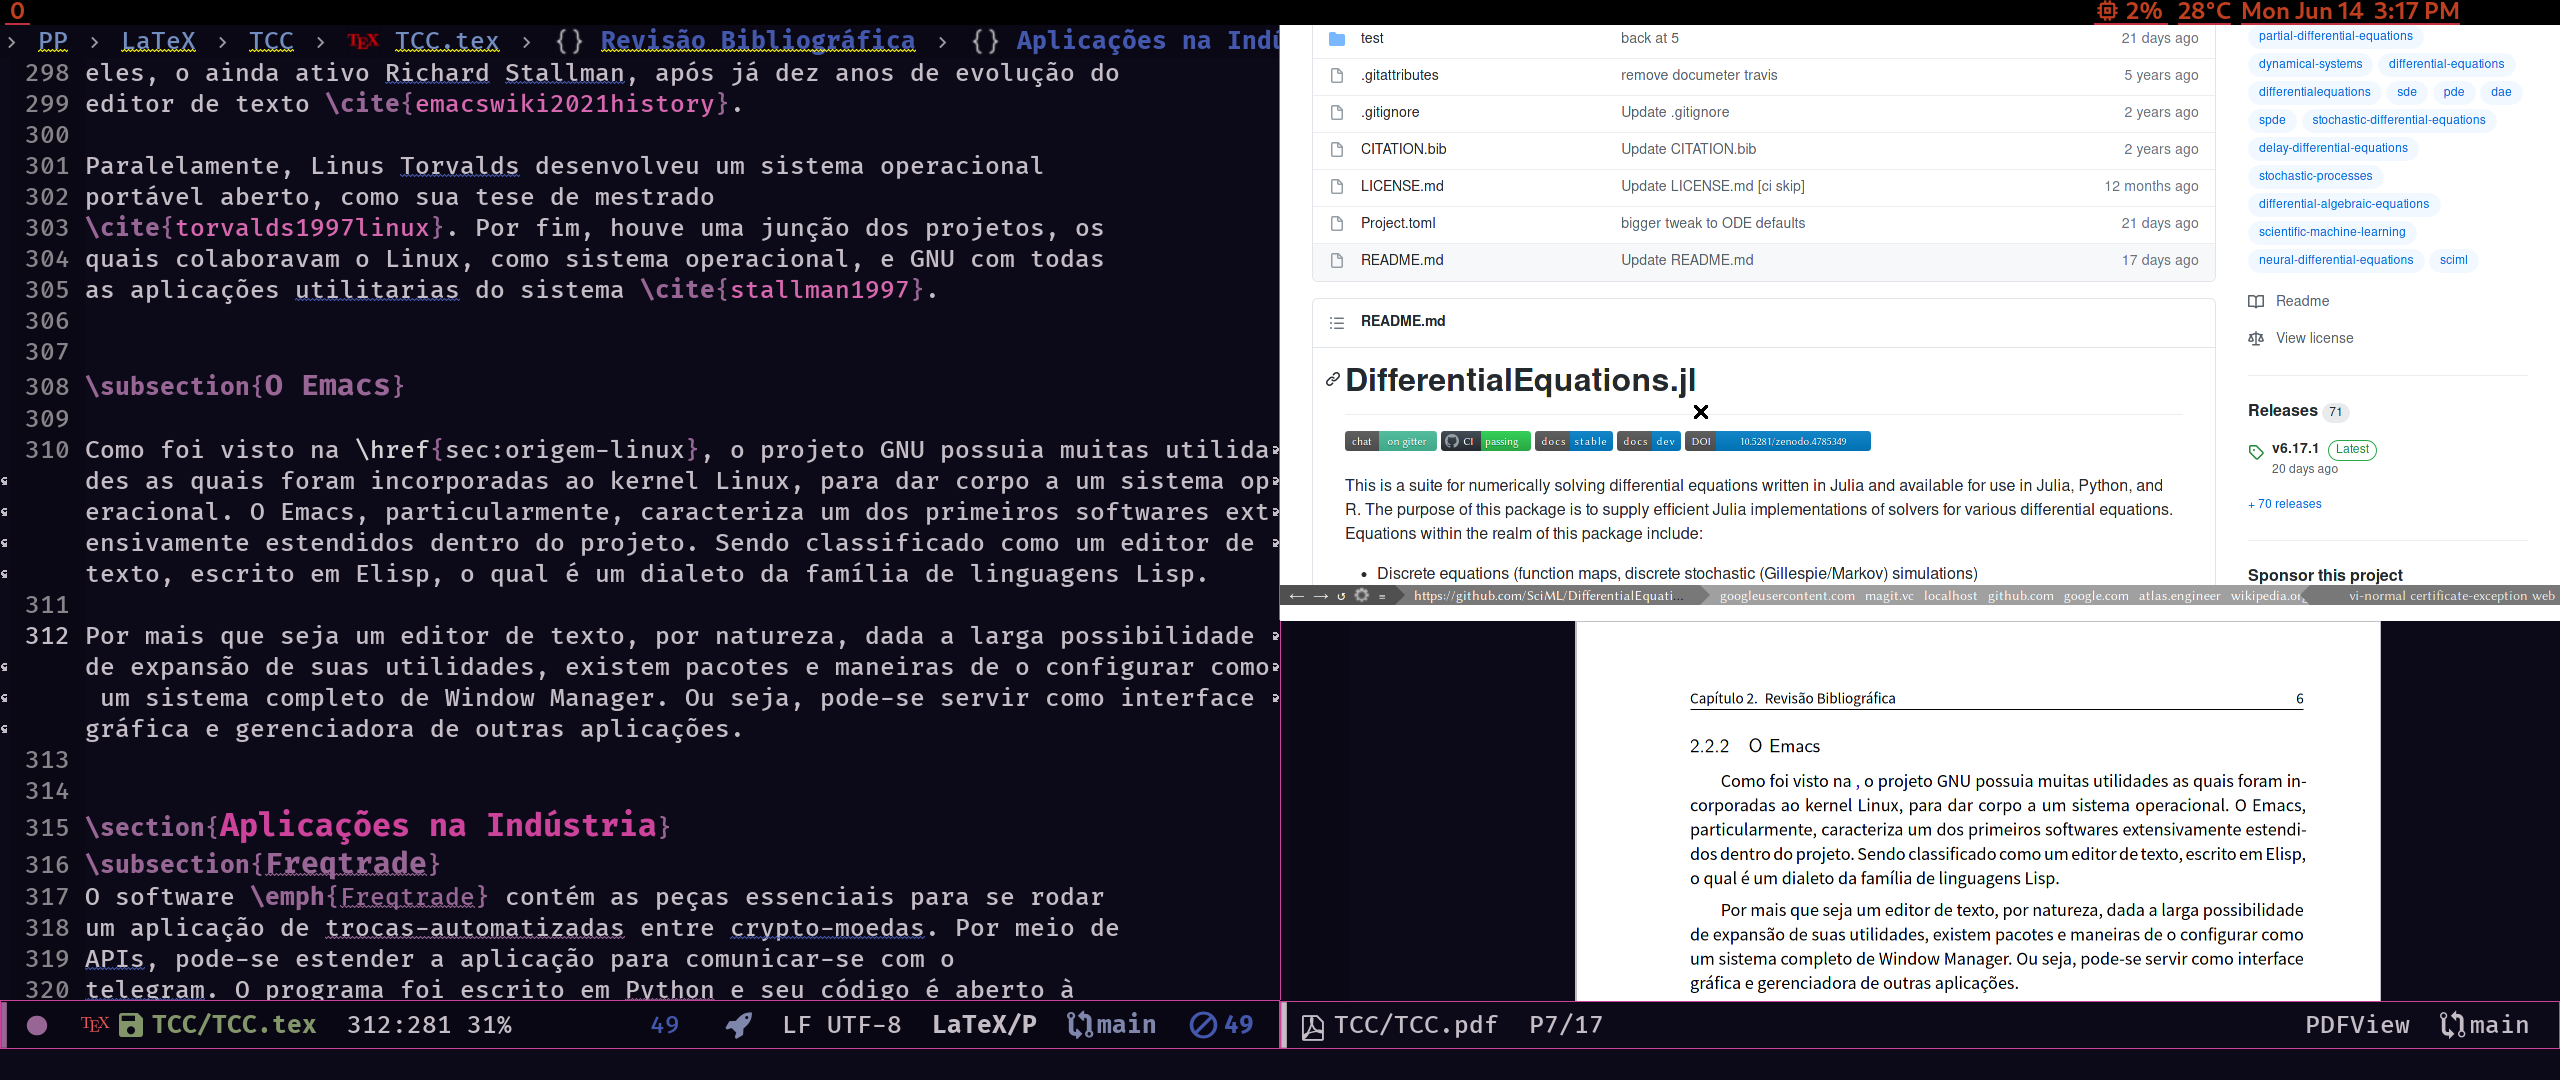 0
2% 28°C Mon Jun 14 3:17 PM
› PP › LaTeX › TCC › TEX TCC.tex › {} Revisão Bibliográfica › {} Aplicações na Indú
298 eles, o ainda ativo Richard Stallman, após já dez anos de evolução do
299 editor de texto \cite{emacswiki2021history}.
300
301 Paralelamente, Linus Torvalds desenvolveu um sistema operacional
302 portável aberto, como sua tese de mestrado
303 \cite{torvalds1997linux}. Por fim, houve uma junção dos projetos, os
304 quais colaboravam o Linux, como sistema operacional, e GNU com todas
305 as aplicações utilitarias do sistema \cite{stallman1997}.
306
307
308 \subsection{O Emacs}
309
310 Como foi visto na \href{sec:origem-linux}, o projeto GNU possuia muitas utilida
des as quais foram incorporadas ao kernel Linux, para dar corpo a um sistema op
eracional. O Emacs, particularmente, caracteriza um dos primeiros softwares ext
ensivamente estendidos dentro do projeto. Sendo classificado como um editor de
texto, escrito em Elisp, o qual é um dialeto da família de linguagens Lisp.
311
312 Por mais que seja um editor de texto, por natureza, dada a larga possibilidade
de expansão de suas utilidades, existem pacotes e maneiras de o configurar como
um sistema completo de Window Manager. Ou seja, pode-se servir como interface
gráfica e gerenciadora de outras aplicações.
313
314
315 \section{Aplicações na Indústria}
316 \subsection{Freqtrade}
317 O software \emph{Freqtrade} contém as peças essenciais para se rodar
318 um aplicação de trocas-automatizadas entre crypto-moedas. Por meio de
319 APIs, pode-se estender a aplicação para comunicar-se com o
320 telegram. O programa foi escrito em Python e seu código é aberto à
TEX TCC/TCC.tex 312:281 31% 49 LF UTF-8 LaTeX/P main 49
test back at 5 21 days ago
.gitattributes remove documeter travis 5 years ago
.gitignore Update .gitignore 2 years ago
CITATION.bib Update CITATION.bib 2 years ago
LICENSE.md Update LICENSE.md [ci skip] 12 months ago
Project.toml bigger tweak to ODE defaults 21 days ago
README.md Update README.md 17 days ago
README.md
DifferentialEquations.jl
chat on gitter CI passing docs stable docs dev DOI 10.5281/zenodo.4785349
This is a suite for numerically solving differential equations written in Julia and available for use in Julia, Python, and
R. The purpose of this package is to supply efficient Julia implementations of solvers for various differential equations.
Equations within the realm of this package include:
• Discrete equations (function maps, discrete stochastic (Gillespie/Markov) simulations)
partial-differential-equations
dynamical-systems differential-equations
differentialequations sde pde dae
spde stochastic-differential-equations
delay-differential-equations
stochastic-processes
differential-algebraic-equations
scientific-machine-learning
neural-differential-equations sciml
Readme
View license
Releases 71
v6.17.1 Latest
20 days ago
+ 70 releases
Sponsor this project
← → ↺ ≡ https://github.com/SciML/DifferentialEquati... googleusercontent.com magit.vc localhost github.com google.com atlas.engineer wikipedia.org vi-normal certificate-exception web
Capítulo 2. Revisão Bibliográfica 6
2.2.2 O Emacs
Como foi visto na , o projeto GNU possuia muitas utilidades as quais foram in-
corporadas ao kernel Linux, para dar corpo a um sistema operacional. O Emacs,
particularmente, caracteriza um dos primeiros softwares extensivamente estendi-
dos dentro do projeto. Sendo classificado como um editor de texto, escrito em Elisp,
o qual é um dialeto da família de linguagens Lisp.
Por mais que seja um editor de texto, por natureza, dada a larga possibilidade
de expansão de suas utilidades, existem pacotes e maneiras de o configurar como
um sistema completo de Window Manager. Ou seja, pode-se servir como interface
gráfica e gerenciadora de outras aplicações.
TCC/TCC.pdf P7/17 PDFView main